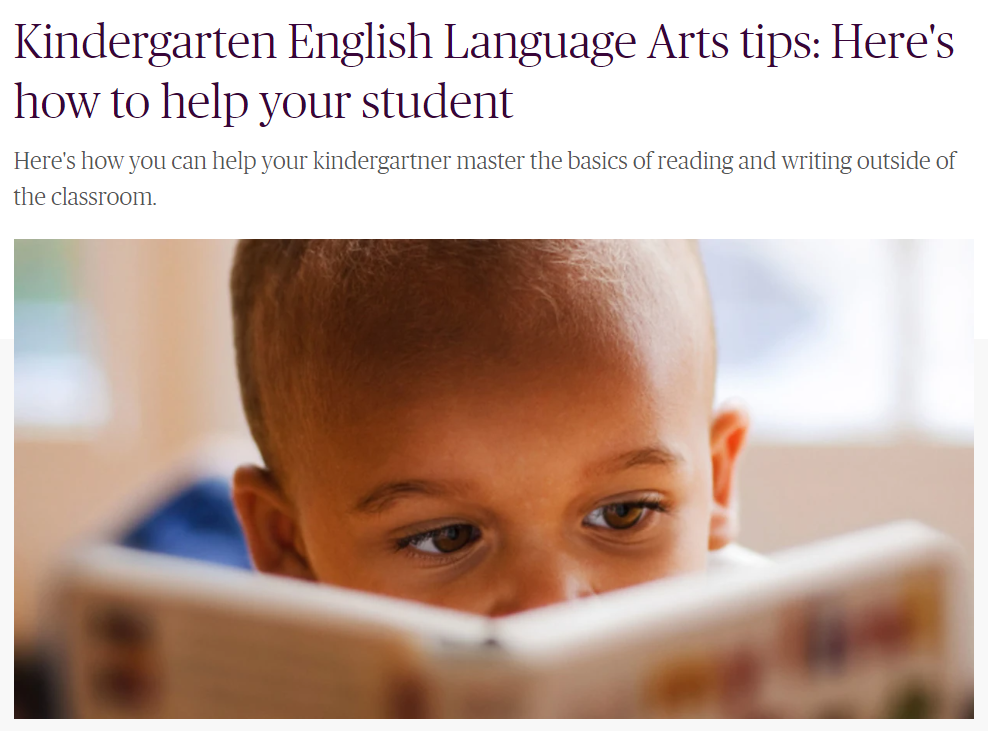 Kindergarten English Language Arts tips: Here's
how to help your student
Here's how you can help your kindergartner master the basics of reading and writing outside of
the classroom.